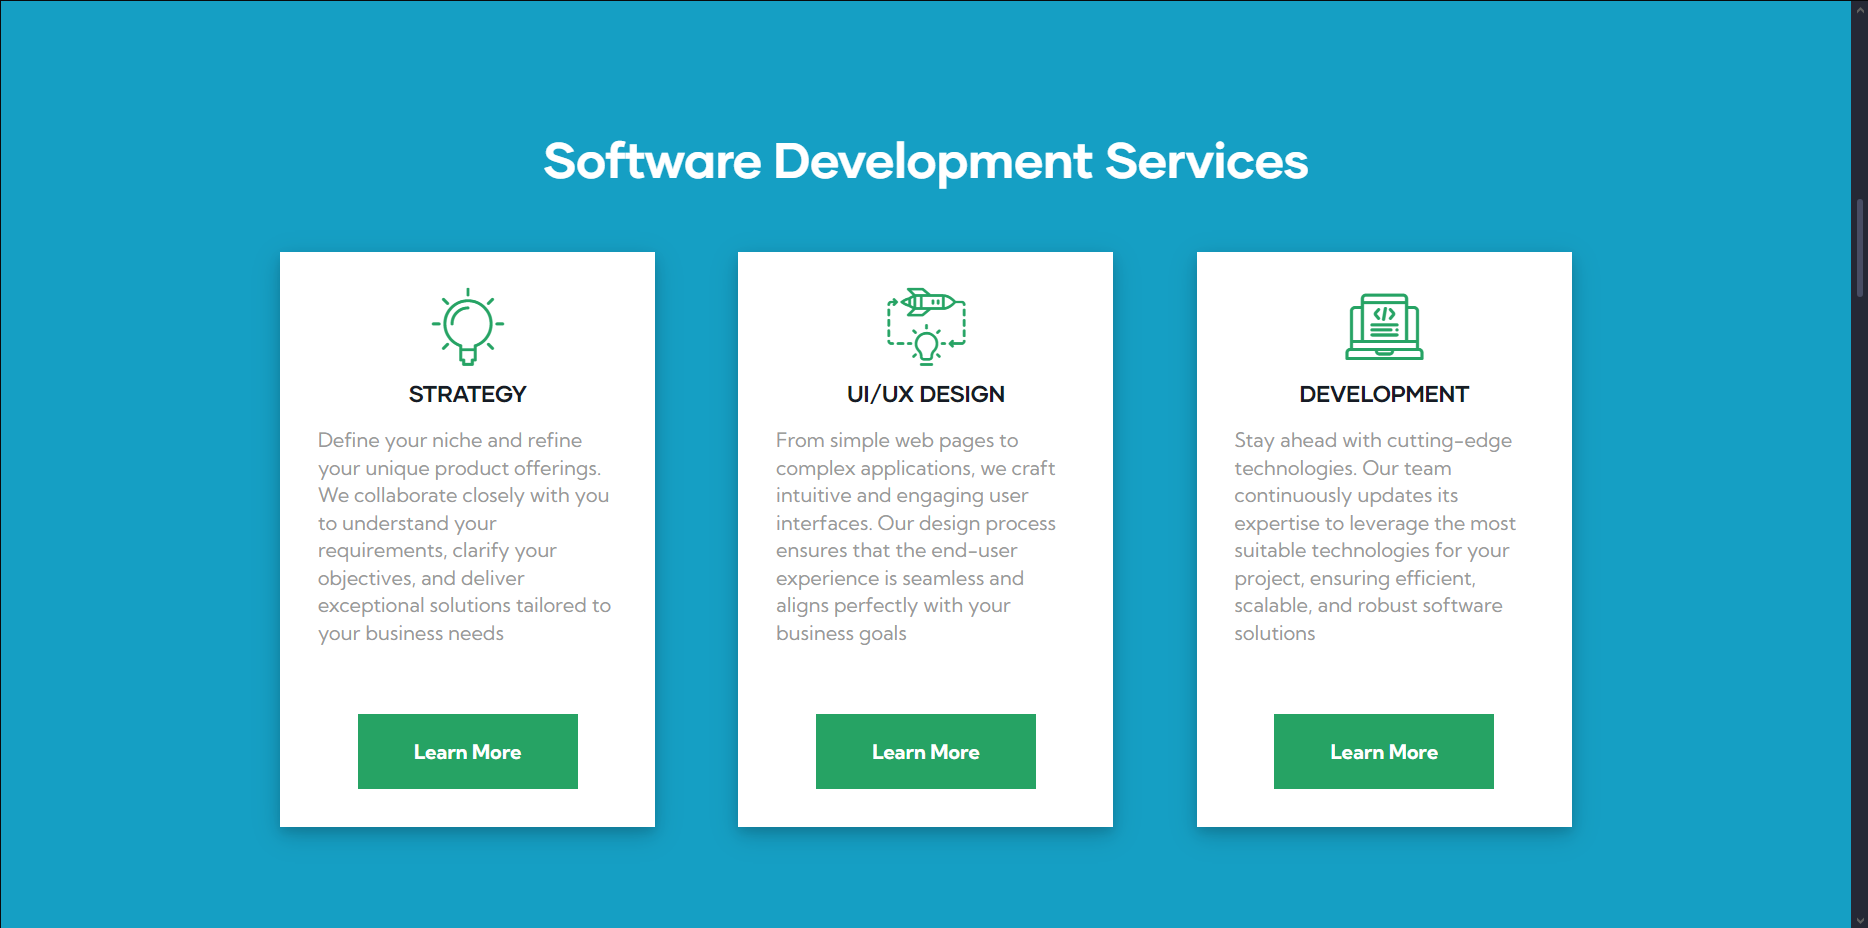 Software Development Services
STRATEGY
Define your niche and refine
your unique product offerings.
We collaborate closely with you
to understand your
requirements, clarify your
objectives, and deliver
exceptional solutions tailored to
your business needs
Learn More
UI/UX DESIGN
From simple web pages to
complex applications, we craft
intuitive and engaging user
interfaces. Our design process
ensures that the end-user
experience is seamless and
aligns perfectly with your
business goals
Learn More
DEVELOPMENT
Stay ahead with cutting-edge
technologies. Our team
continuously updates its
expertise to leverage the most
suitable technologies for your
project, ensuring efficient,
scalable, and robust software
solutions
Learn More